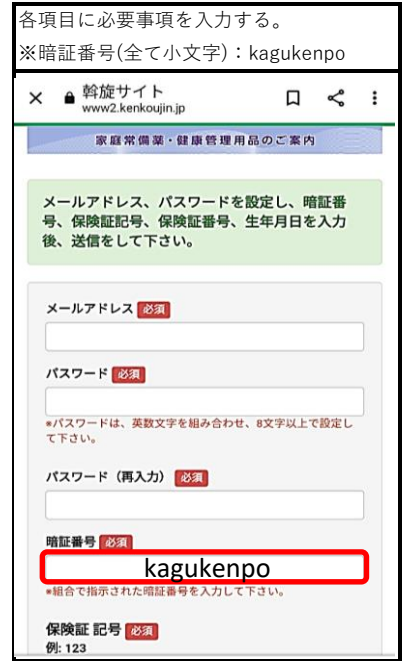 各項目に必要事項を入力する。
※暗証番号(全て小文字)：kagukenpo
斡旋サイト
www2.kenkoujin.jp
家庭常備薬・健康管理用品のご案内
メールアドレス、パスワードを設定し、暗証番
号、保険証記号、保険証番号、生年月日を入力
後、送信をして下さい。
メールアドレス 必須
パスワード 必須
*パスワードは、英数文字を組み合わせ、8文字以上で設定し
て下さい。
パスワード（再入力） 必須
暗証番号 必須
kagukenpo
*組合で指示された暗証番号を入力して下さい。
保険証 記号 必須
例: 123